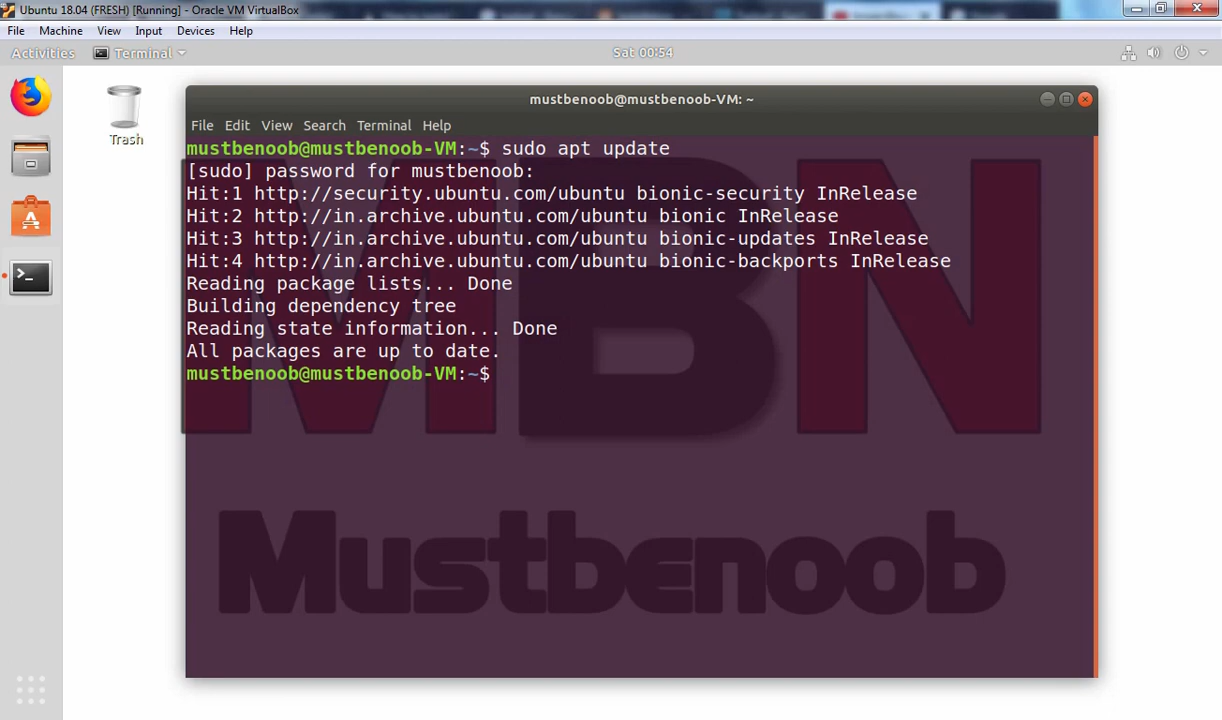 Ubuntu 18.04 (FRESH) [Running] - Oracle VM VirtualBox
File Machine View Input Devices Help
Activities Terminal Sat 00:54
Trash
mustbenoob@mustbenoob-VM: ~
File Edit View Search Terminal Help
mustbenoob@mustbenoob-VM:~$ sudo apt update
[sudo] password for mustbenoob:
Hit:1 http://security.ubuntu.com/ubuntu bionic-security InRelease
Hit:2 http://in.archive.ubuntu.com/ubuntu bionic InRelease
Hit:3 http://in.archive.ubuntu.com/ubuntu bionic-updates InRelease
Hit:4 http://in.archive.ubuntu.com/ubuntu bionic-backports InRelease
Reading package lists... Done
Building dependency tree
Reading state information... Done
All packages are up to date.
mustbenoob@mustbenoob-VM:~$
MBN
Mustbenoob